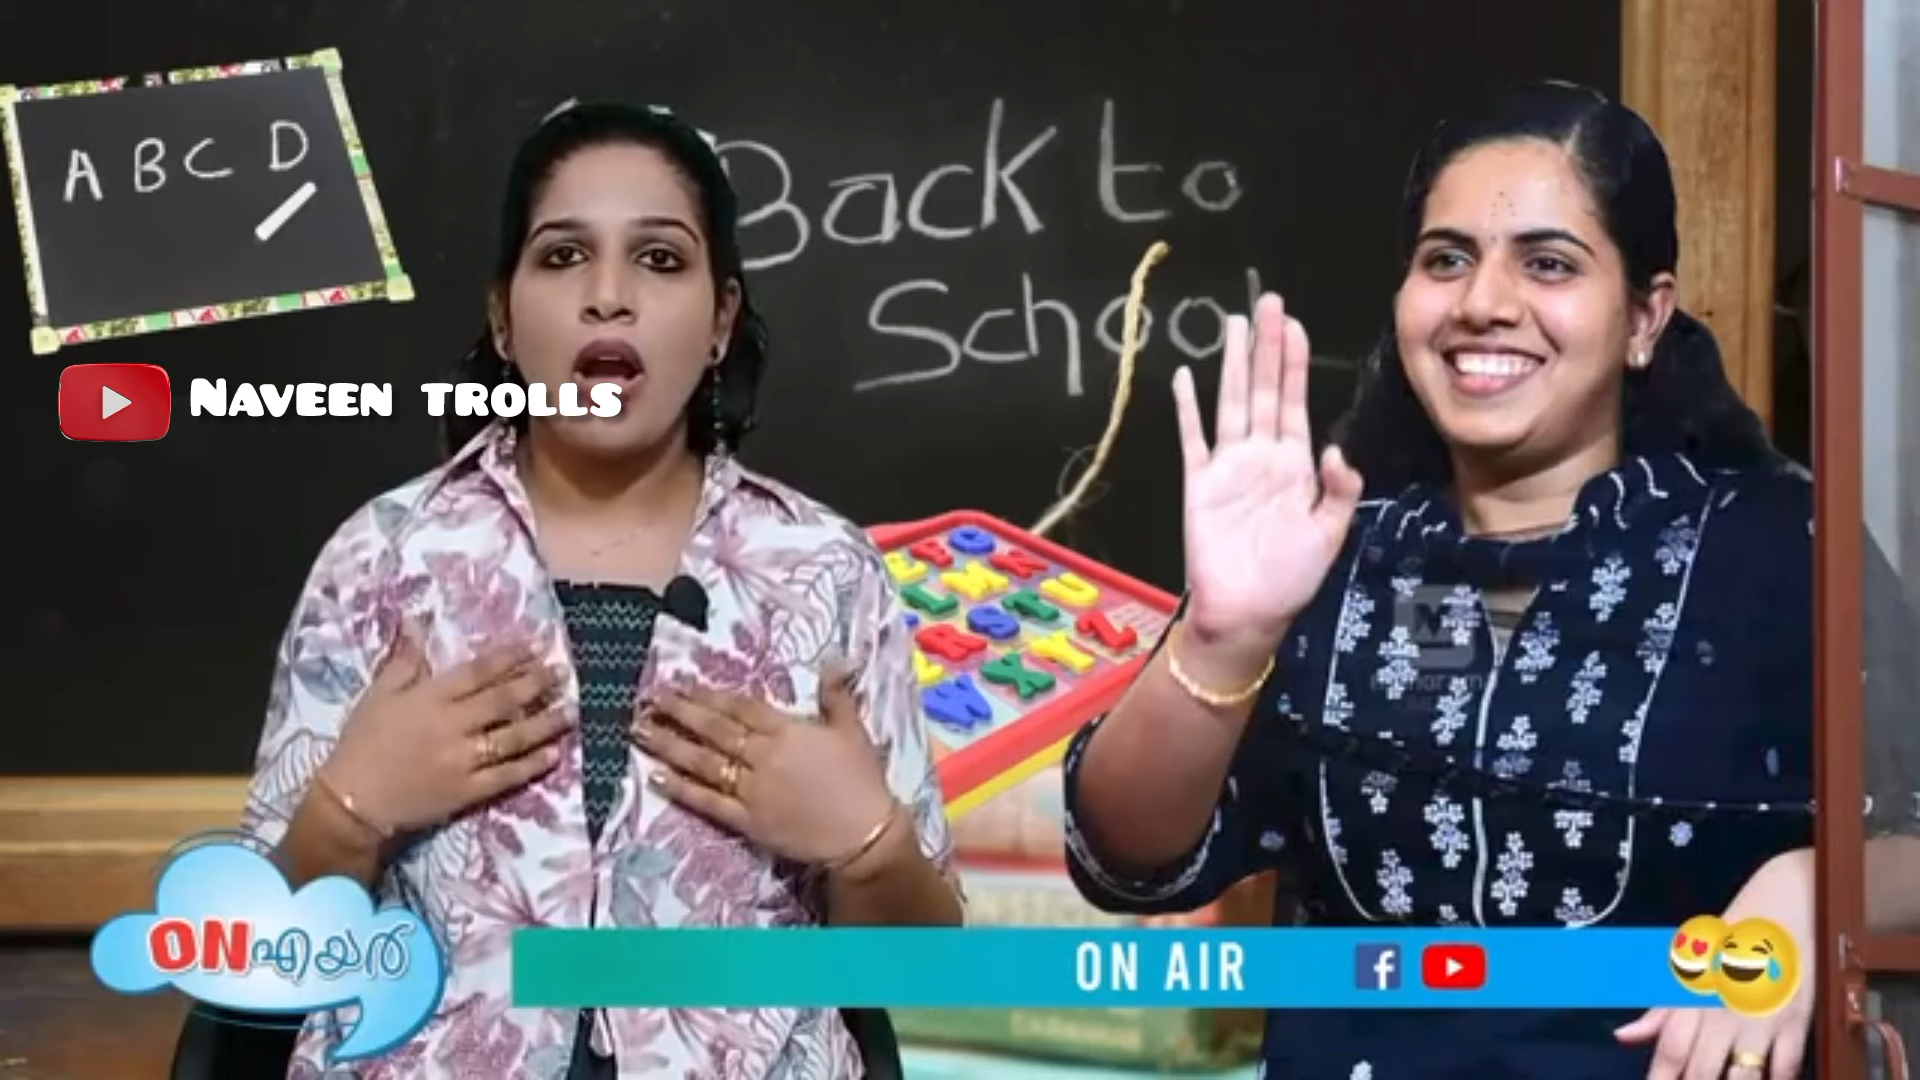 A B C D
Back to
School
NAVEEN TROLLS
ONഎയർ
ON AIR